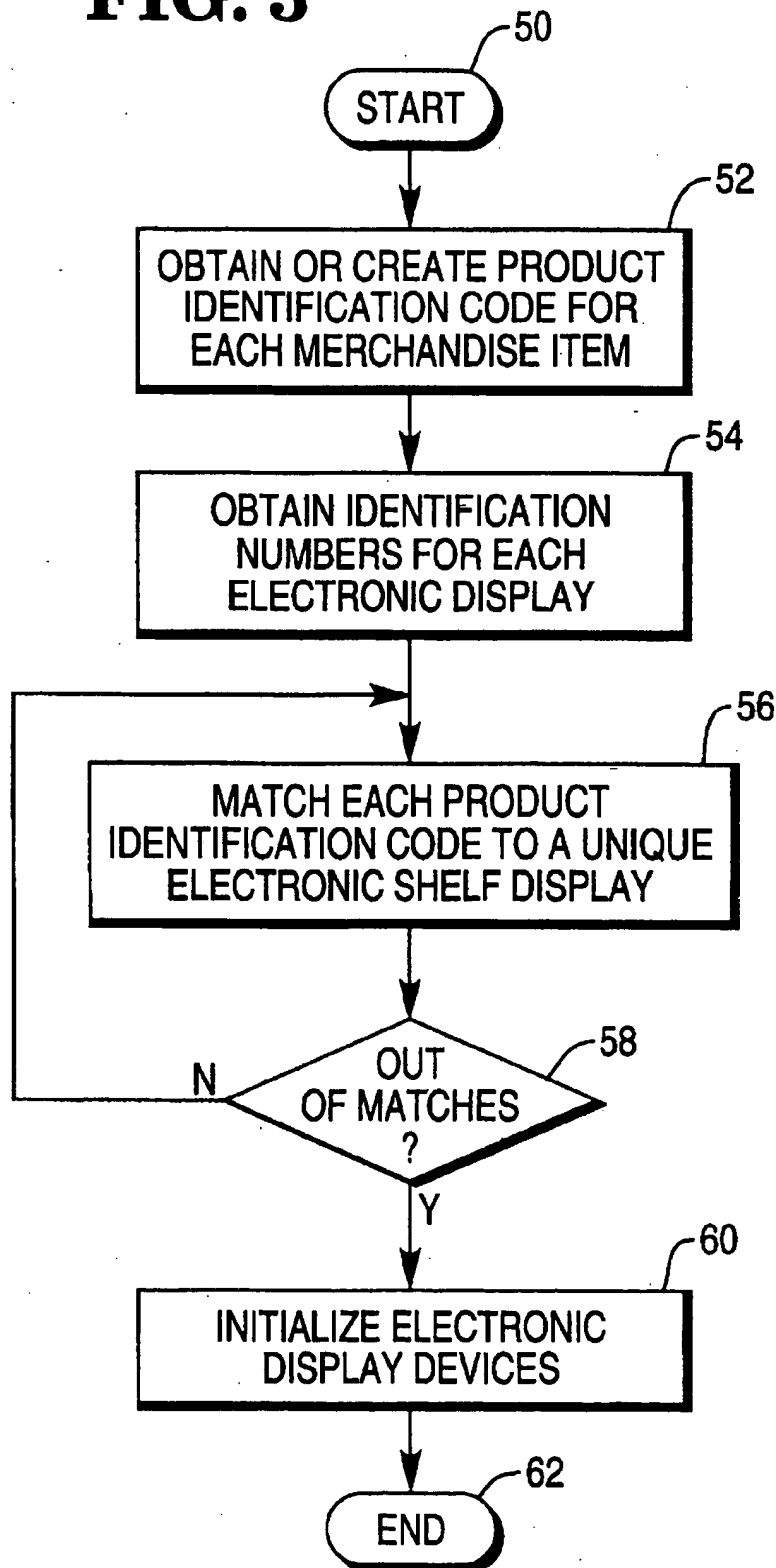 FIG.
50
START
52
OBTAIN OR CREATE PRODUCT
IDENTIFICATION CODE FOR
EACH MERCHANDISE ITEM
54
OBTAIN IDENTIFICATION
NUMBERS FOR EACH
ELECTRONIC DISPLAY
56
MATCH EACH PRODUCT
IDENTIFICATION CODE TO A UNIQUE
ELECTRONIC SHELF DISPLAY
58
OUT
OF MATCHES
?
N
Y
60
INITIALIZE ELECTRONIC
DISPLAY DEVICES
62
END